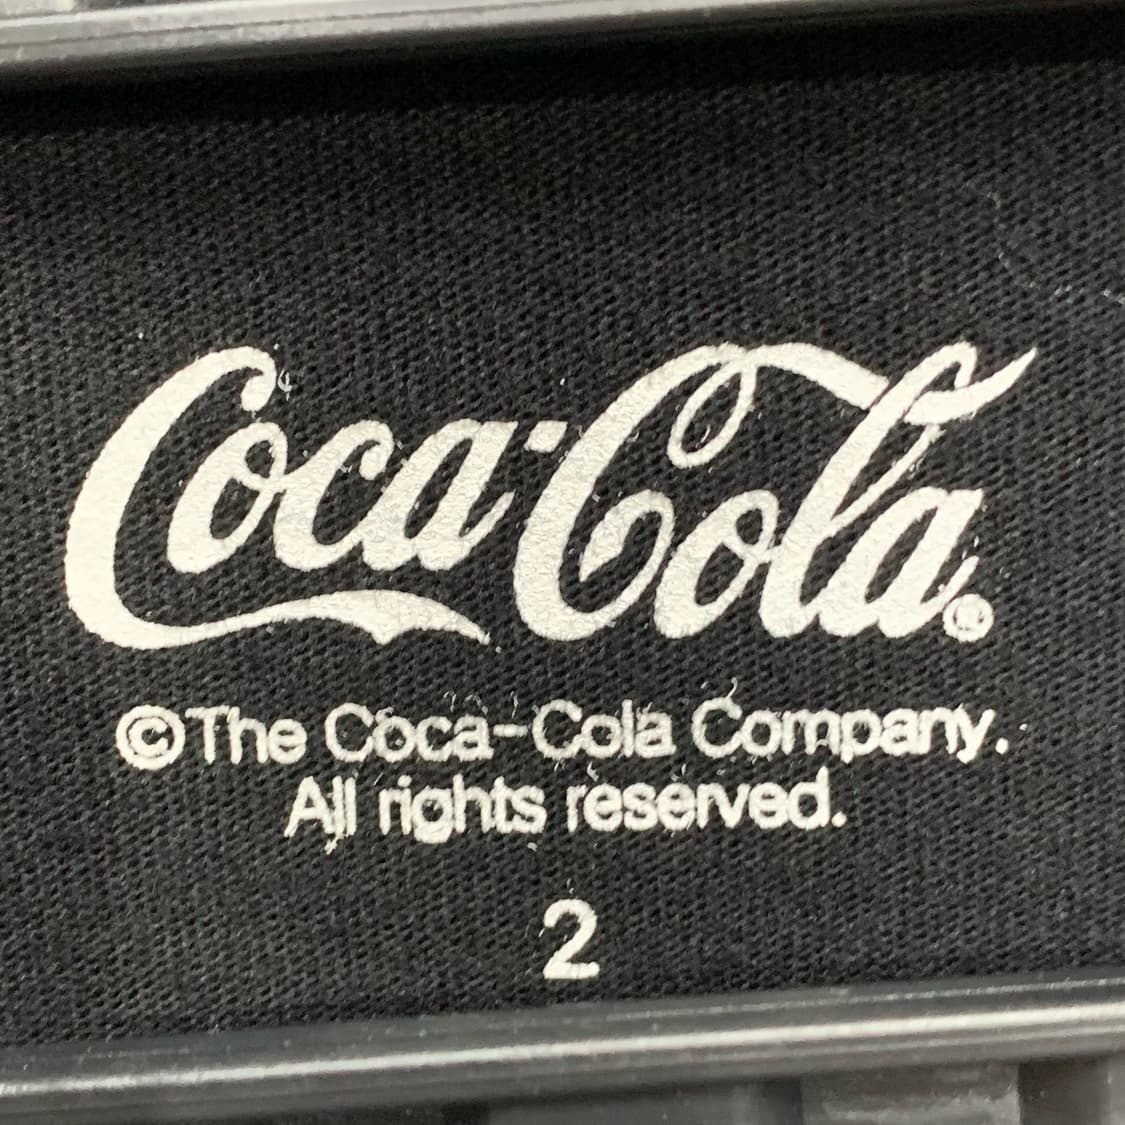 Coca-Cola®
©The Coca-Cola Company.
All rights reserved.
2